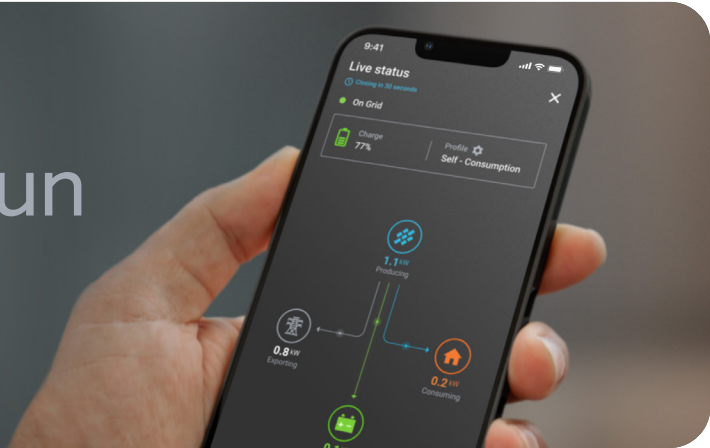 un
9:41
Live status
Closing in 30 seconds
On Grid
Charge
77%
Profile
Self - Consumption
1.1 kW
Producing
0.8 kW
Exporting
0.2 kW
Consuming